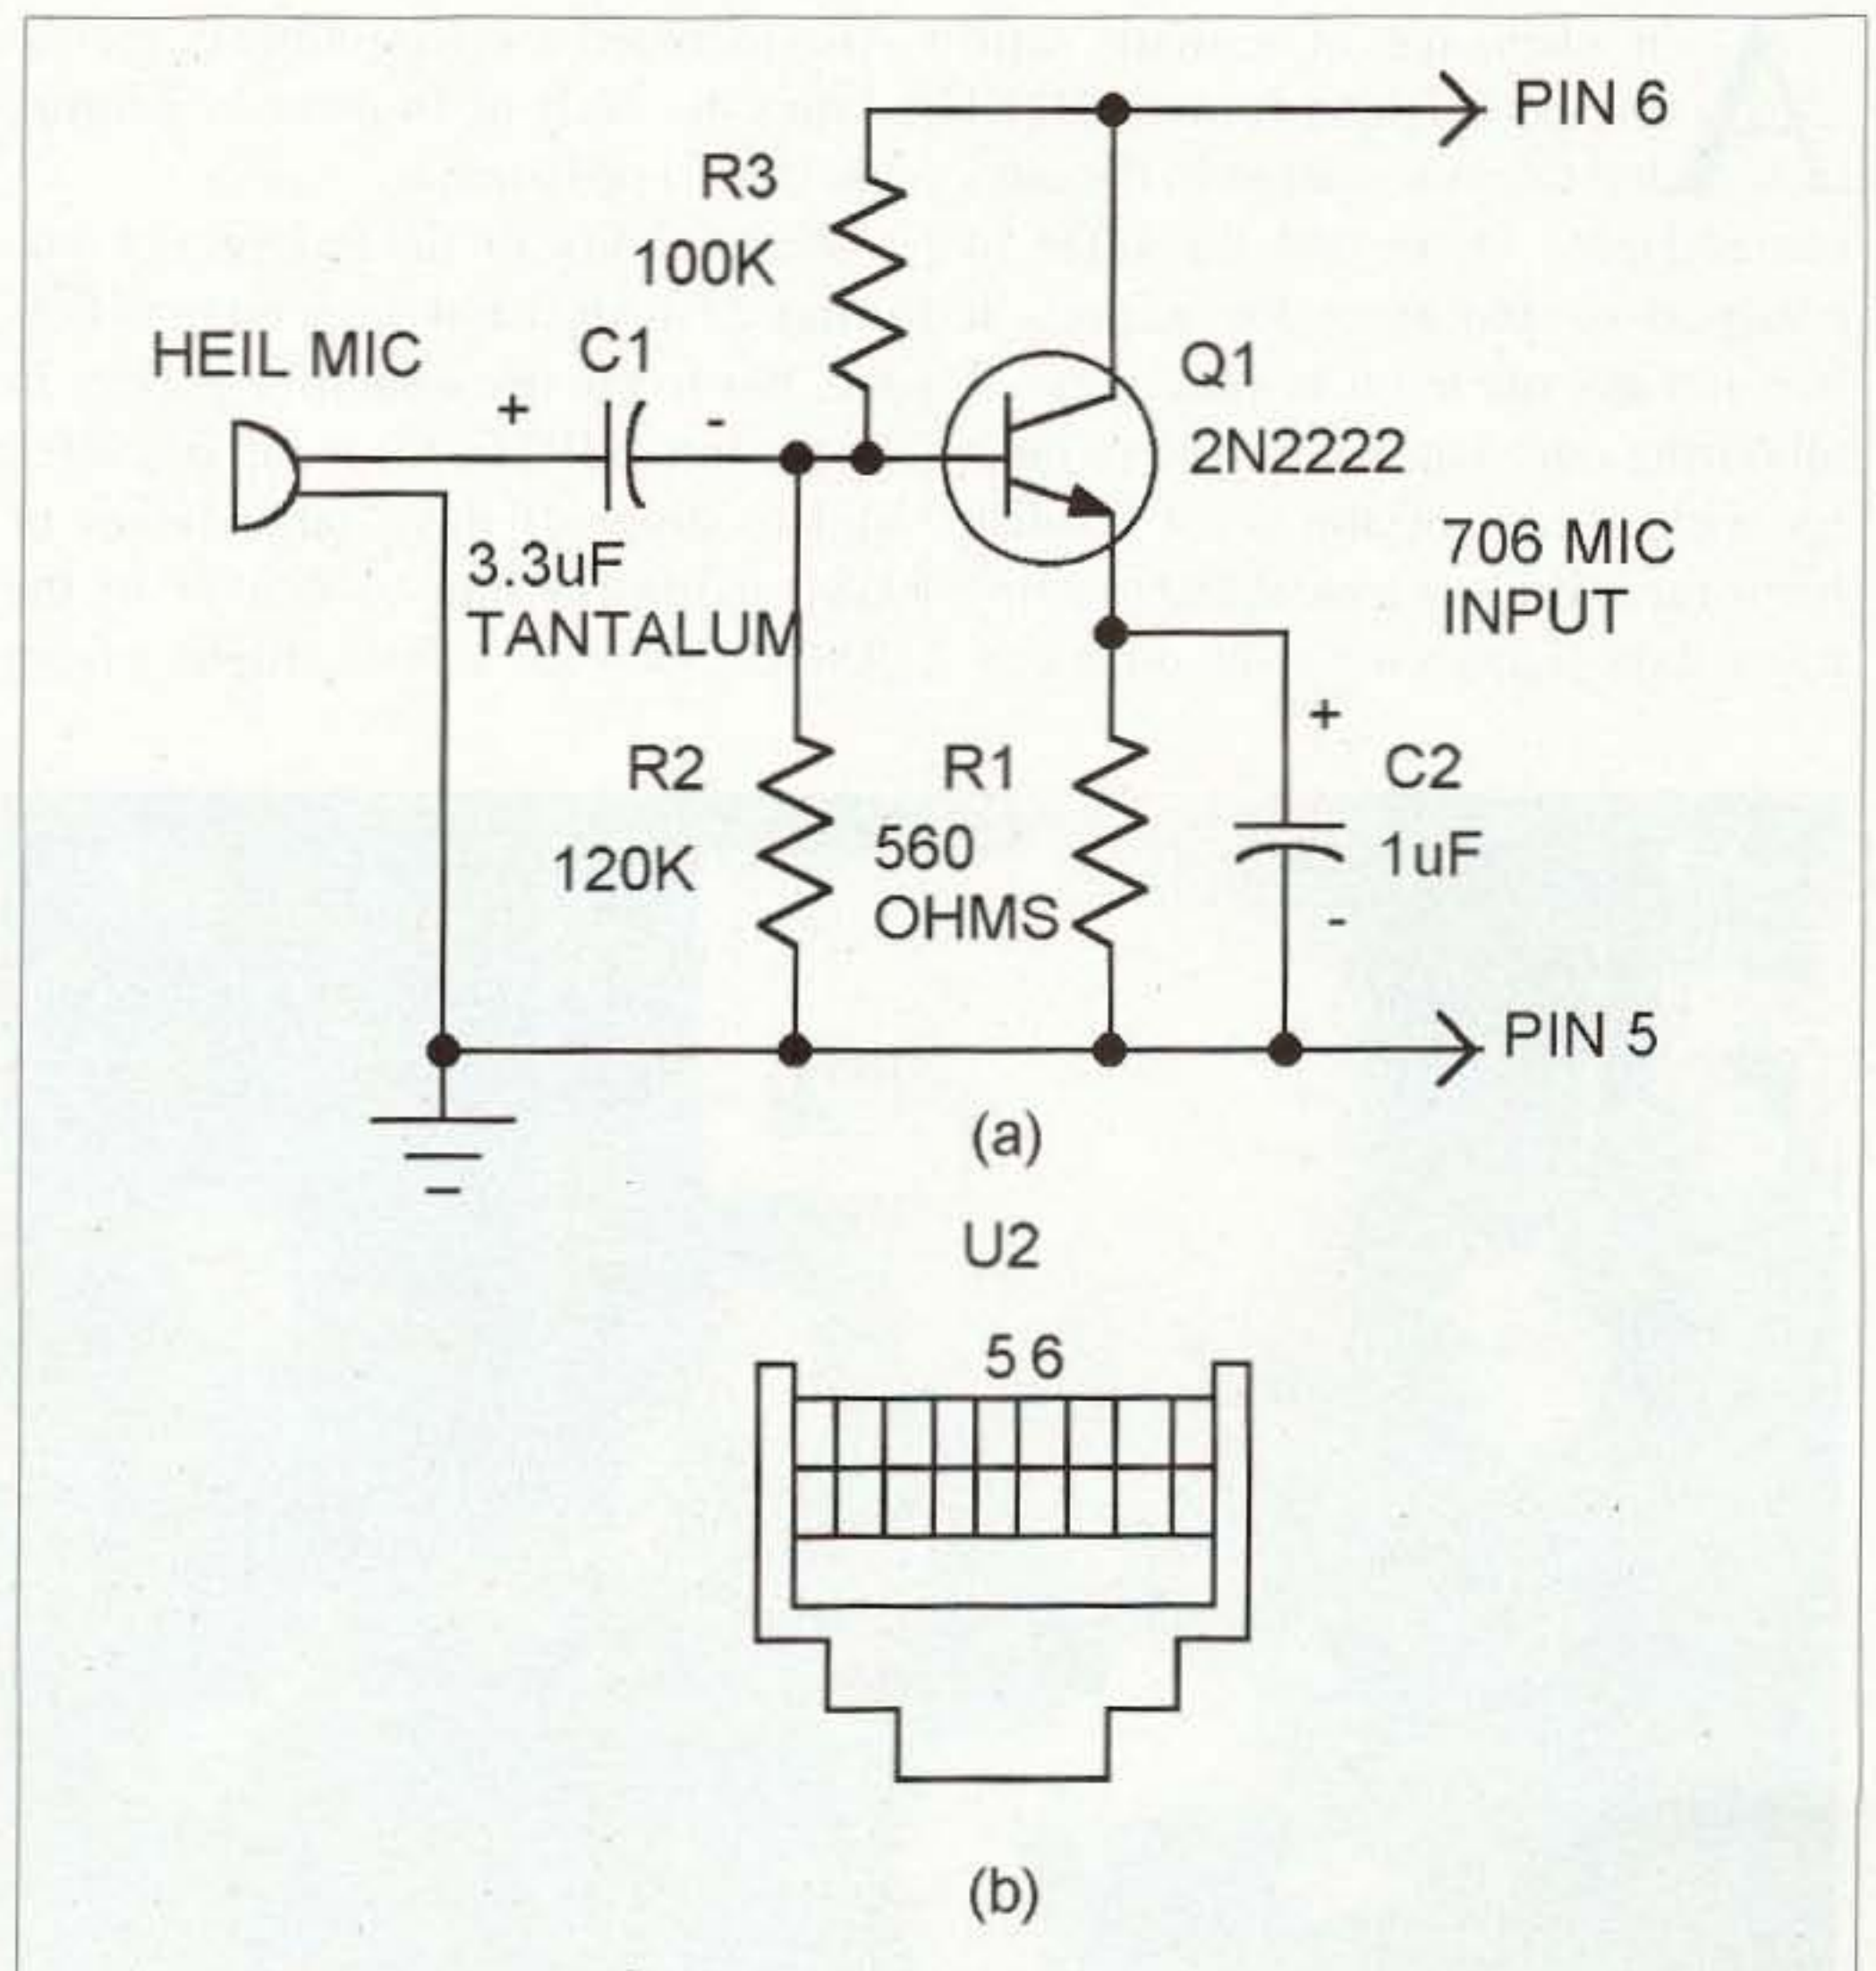 PIN 6
R3
100K
HEIL MIC
C1
+
-
Q1
2N2222
3.3uF
TANTALUM
706 MIC
INPUT
+
R2
120K
R1
560
OHMS
C2
1uF
-
PIN 5
(a)
U2
5 6
(b)